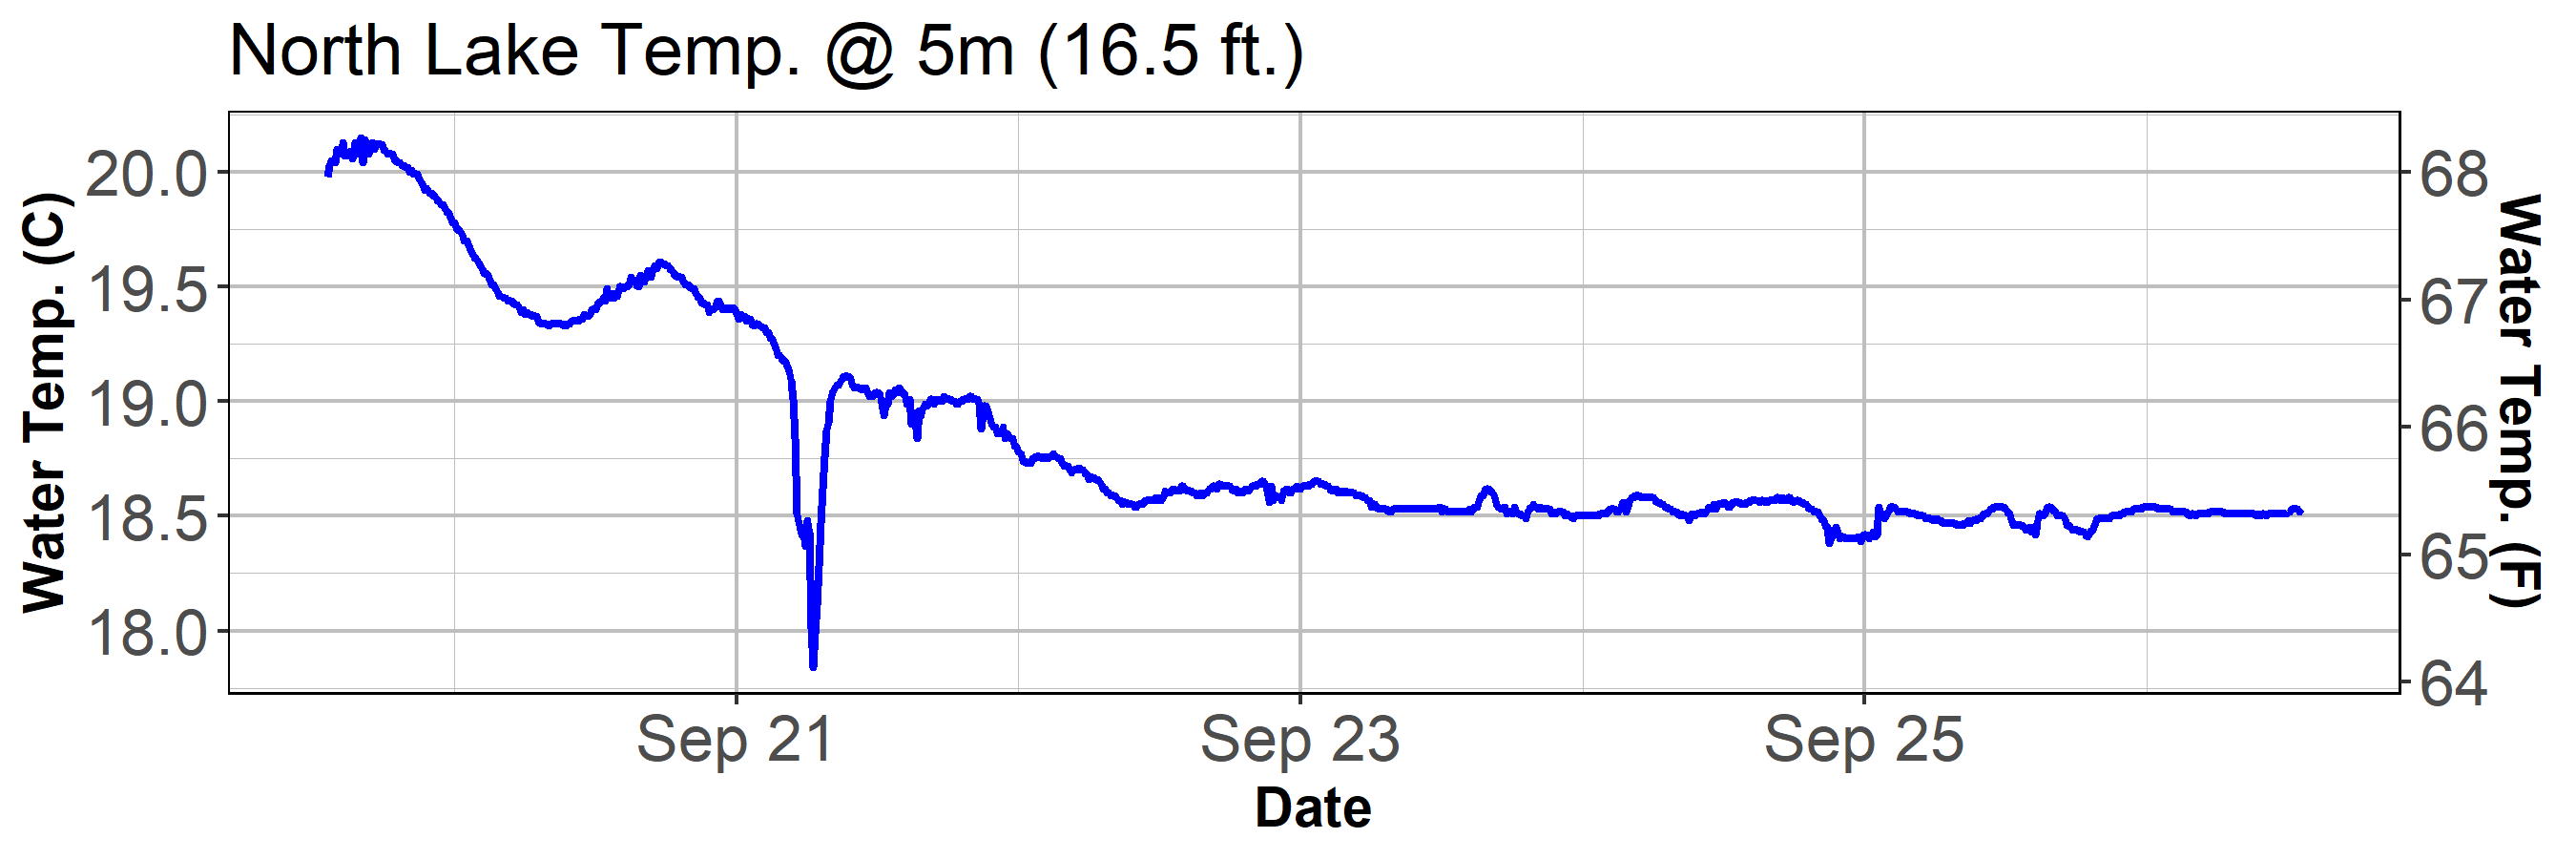 North Lake Temp. @ 5m (16.5 ft.)
Water Temp. (C)
20.0
19.5
19.0
18.5
18.0
68
67
66
65
64
Water Temp. (F)
Sep 21
Sep 23
Sep 25
Date